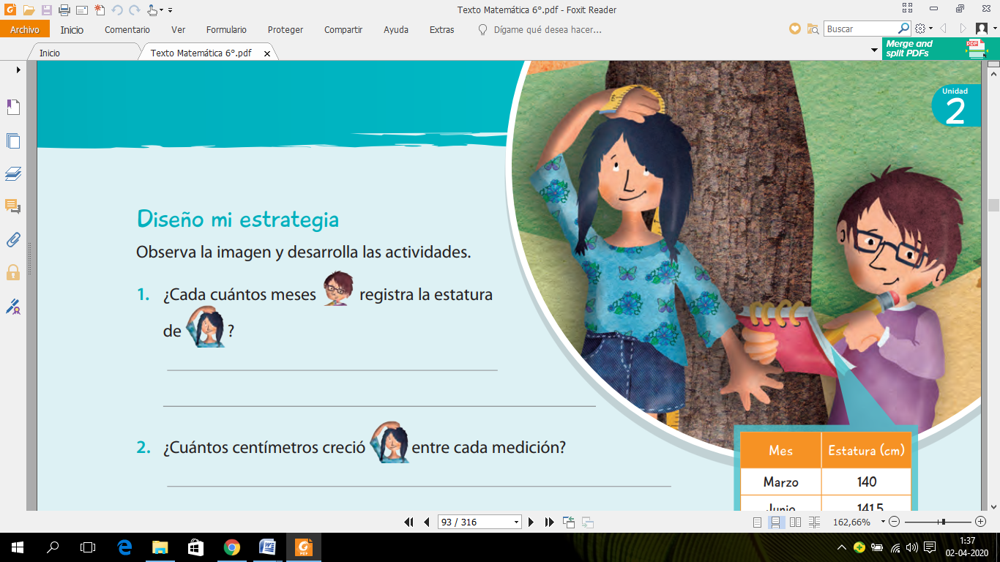 Texto Matemática 6°.pdf - Foxit Reader
Archivo Inicio Comentario Ver Formulario Proteger Compartir Ayuda Extras Dígame qué desea hacer... Buscar
Inicio Texto Matemática 6°.pdf
Merge and
split PDFs
PDF
Unidad
2
Diseño mi estrategia
Observa la imagen y desarrolla las actividades.
1. ¿Cada cuántos meses registra la estatura
de ?
2. ¿Cuántos centímetros creció entre cada medición?
Mes Estatura (cm)
Marzo 140
Junio 141,5
93 / 316
162,66%
1:37
02-04-2020